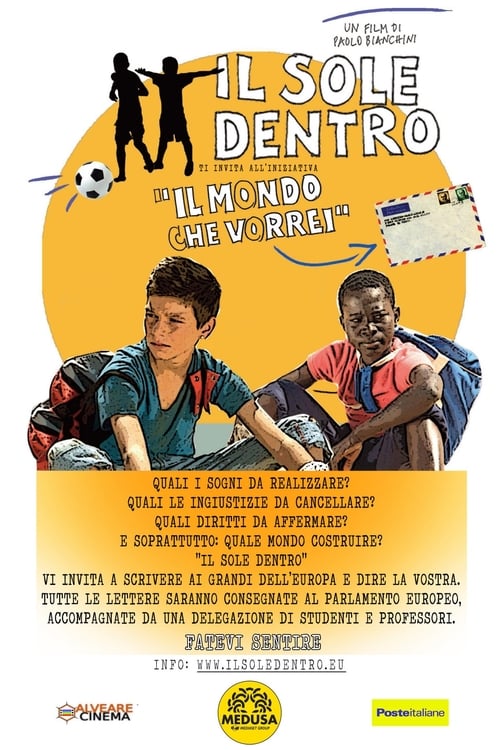 UN FILM DI
PAOLO BIANCHINI
IL SOLE
DENTRO
TI INVITA ALL'INIZIATIVA
"IL MONDO
CHE VORREI"
QUALI I SOGNI DA REALIZZARE?
QUALI LE INGIUSTIZIE DA CANCELLARE?
QUALI DIRITTI DA AFFERMARE?
E SOPRATTUTTO: QUALE MONDO COSTRUIRE?
"IL SOLE DENTRO"
VI INVITA A SCRIVERE AI GRANDI DELL'EUROPA E DIRE LA VOSTRA.
TUTTE LE LETTERE SARANNO CONSEGNATE AL PARLAMENTO EUROPEO,
ACCOMPAGNATE DA UNA DELEGAZIONE DI STUDENTI E PROFESSORI.
FATEVI SENTIRE
INFO: WWW.ILSOLEDENTRO.EU
ALVEARE
CINEMA
MEDUSA
MEDIASET GROUP
Posteitaliane